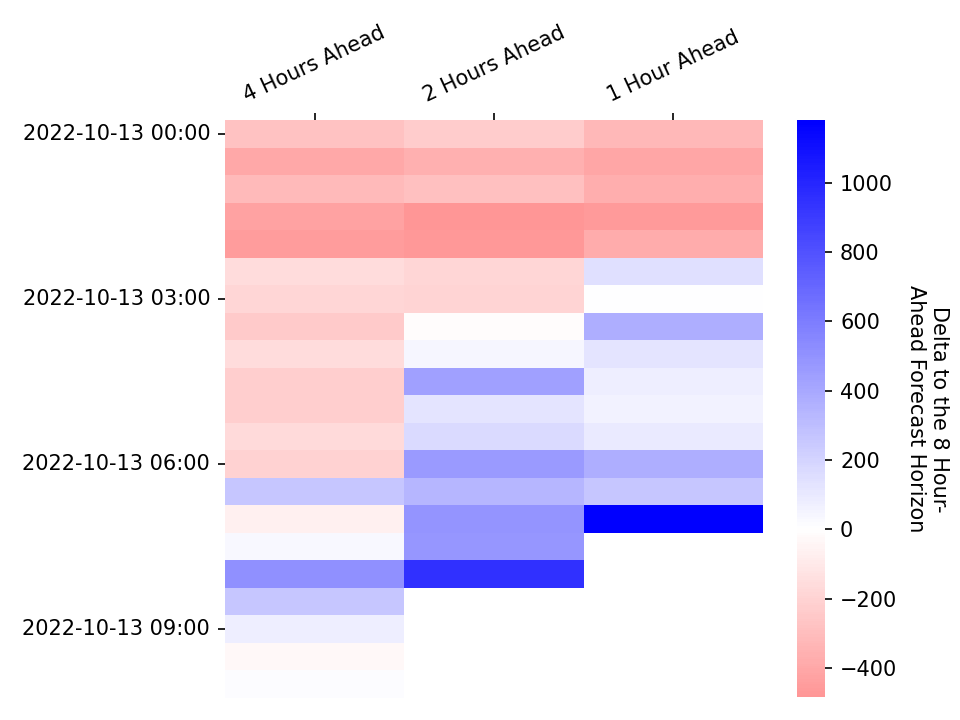 4 Hours Ahead
2 Hours Ahead
1 Hour Ahead
2022-10-13 00:00
2022-10-13 03:00
2022-10-13 06:00
2022-10-13 09:00
1000
800
600
400
200
0
−200
−400
Delta to the 8 Hour-
Ahead Forecast Horizon